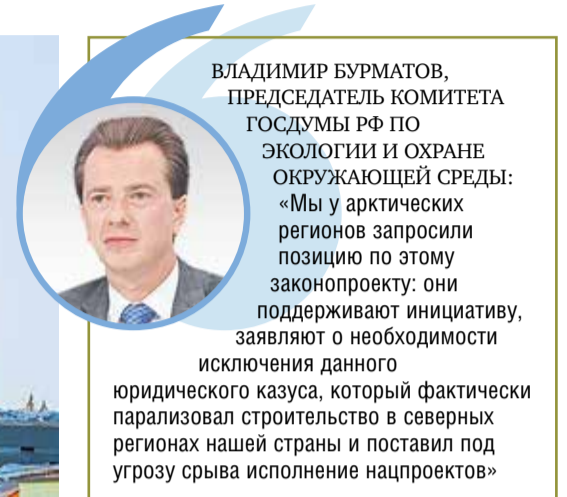 ВЛАДИМИР БУРМАТОВ,
ПРЕДСЕДАТЕЛЬ КОМИТЕТА
ГОСДУМЫ РФ ПО
ЭКОЛОГИИ И ОХРАНЕ
ОКРУЖАЮЩЕЙ СРЕДЫ:
«Мы у арктических
регионов запросили
позицию по этому
законопроекту: они
поддерживают инициативу,
заявляют о необходимости
исключения данного
юридического казуса, который фактически
парализовал строительство в северных
регионах нашей страны и поставил под
угрозу срыва исполнение нацпроектов»